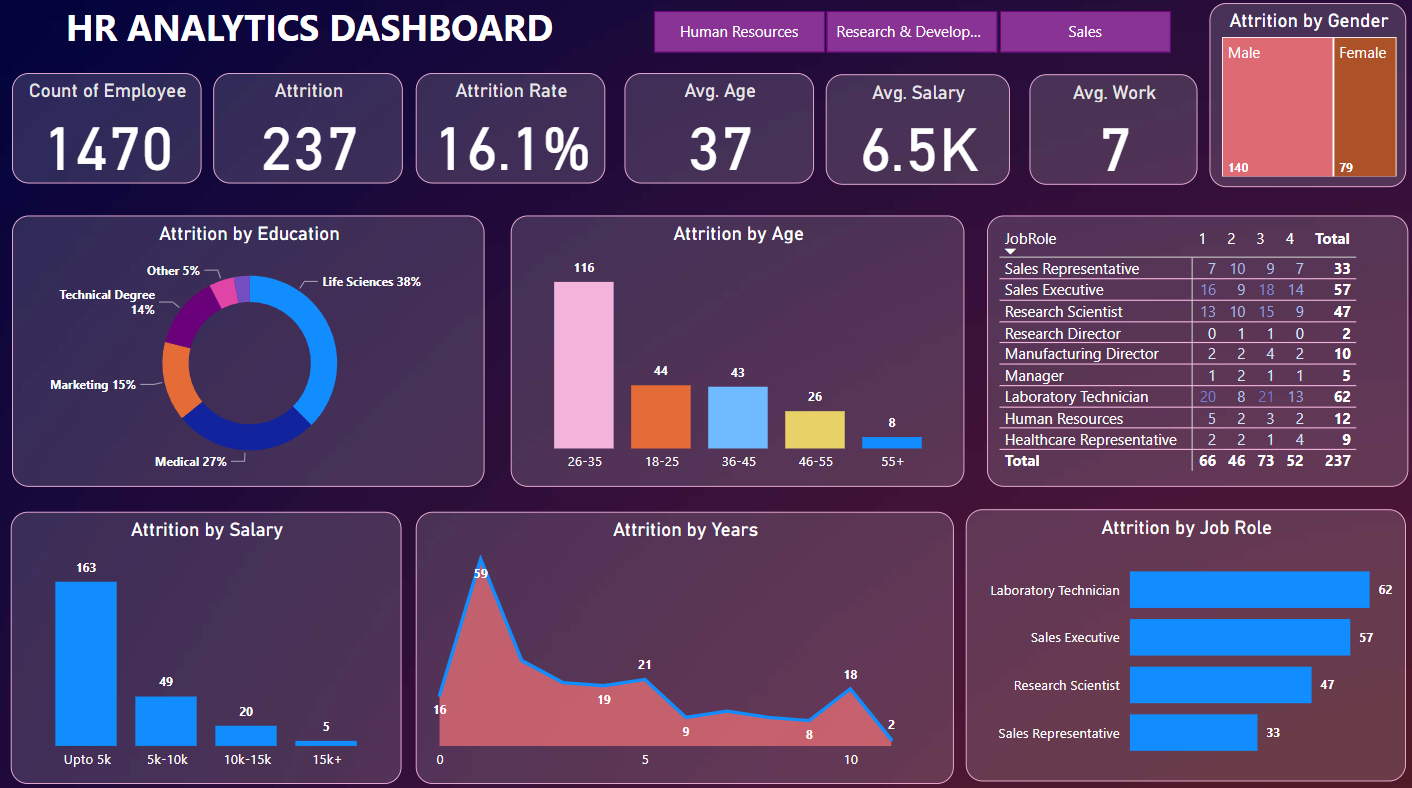 HR ANALYTICS DASHBOARD
Human Resources
Research & Develop...
Sales
Attrition by Gender
Male
Female
140
79
Count of Employee
1470
Attrition
237
Attrition Rate
16.1%
Avg. Age
37
Avg. Salary
6.5K
Avg. Work
7
Attrition by Education
Other 5%
Life Sciences 38%
Technical Degree
14%
Marketing 15%
Medical 27%
Attrition by Age
116
44
43
26
8
26-35
18-25
36-45
46-55
55+
JobRole 1 2 3 4 Total
Sales Representative 7 10 9 7 33
Sales Executive 16 9 18 14 57
Research Scientist 13 10 15 9 47
Research Director 0 1 1 0 2
Manufacturing Director 2 2 4 2 10
Manager 1 2 1 1 5
Laboratory Technician 20 8 21 13 62
Human Resources 5 2 3 2 12
Healthcare Representative 2 2 1 4 9
Total 66 46 73 52 237
Attrition by Salary
163
49
20
5
Upto 5k
5k-10k
10k-15k
15k+
Attrition by Years
59
16
19
21
9
8
18
2
0
5
10
Attrition by Job Role
Laboratory Technician 62
Sales Executive 57
Research Scientist 47
Sales Representative 33